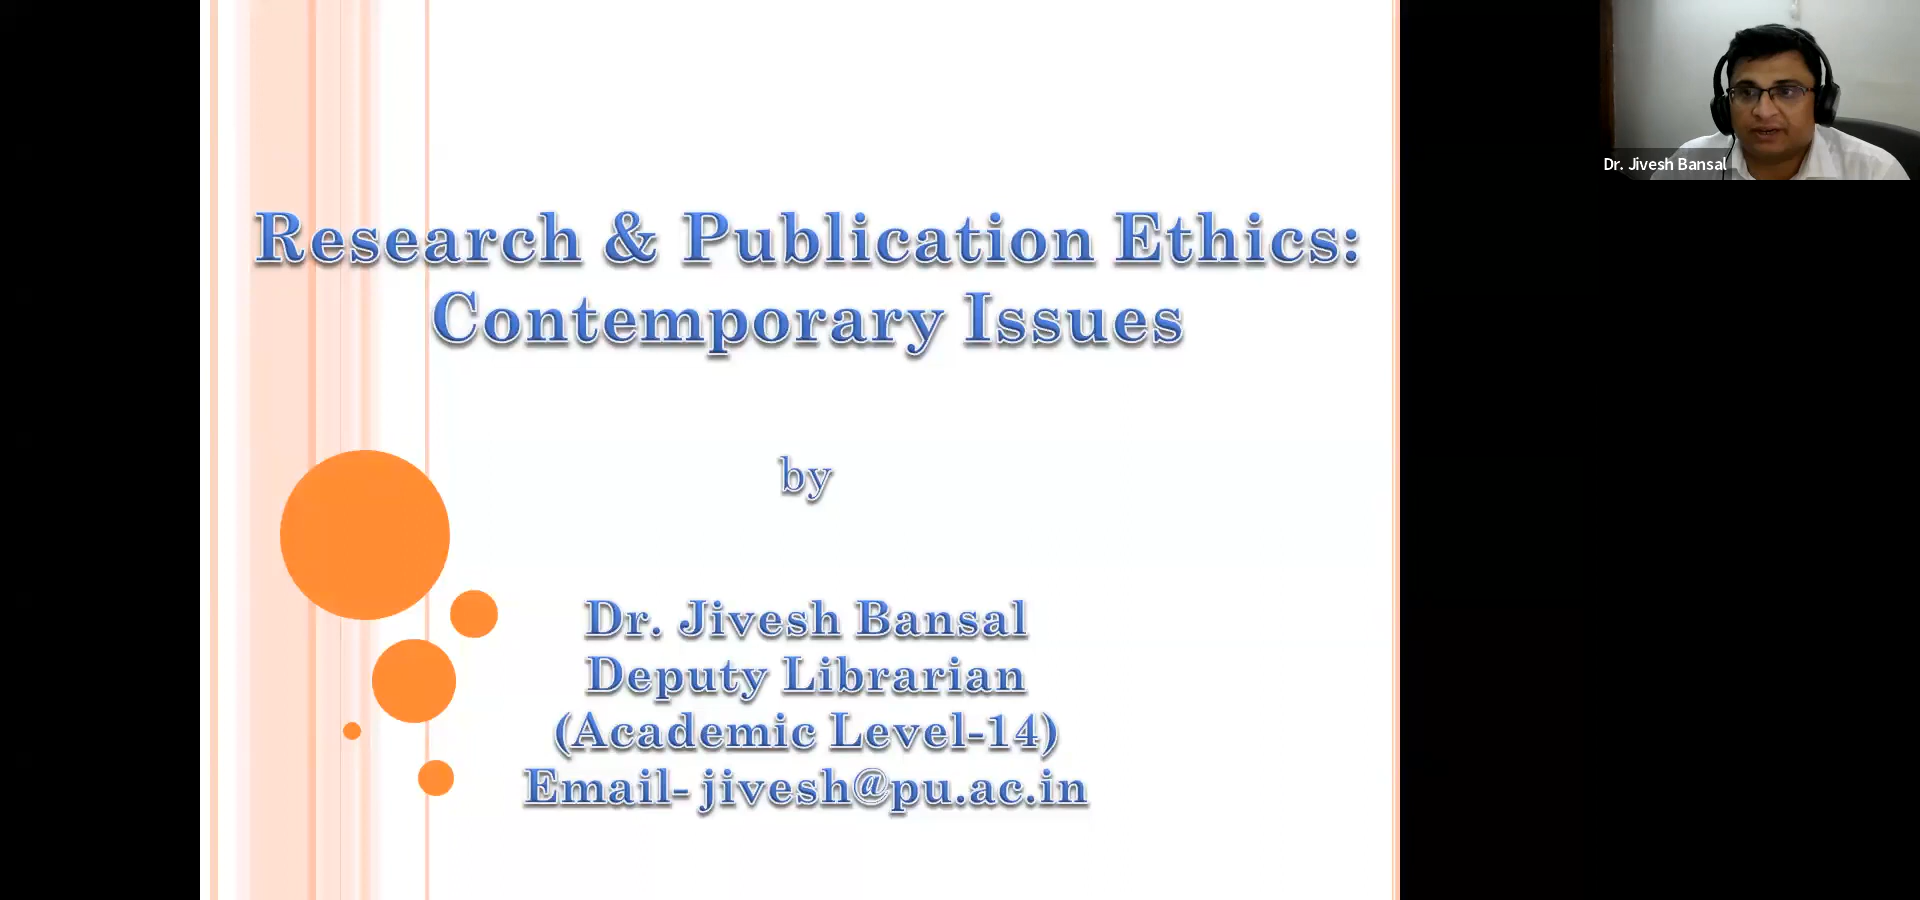 Research & Publication Ethics:
Contemporary Issues
by
Dr. Jivesh Bansal
Deputy Librarian
(Academic Level-14)
Email- jivesh@pu.ac.in
Dr. Jivesh Bansal